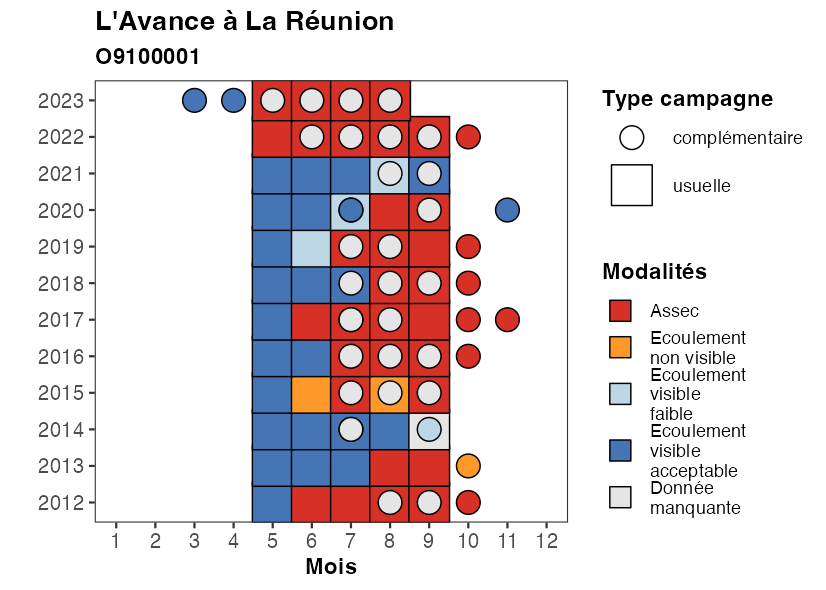 L'Avance à La Réunion
O9100001
2023
2022
2021
2020
2019
2018
2017
2016
2015
2014
2013
2012
1 2 3 4 5 6 7 8 9 10 11 12
Mois
Type campagne
complémentaire
usuelle
Modalités
Assec
Ecoulement
non visible
Ecoulement
visible
faible
Ecoulement
visible
acceptable
Donnée
manquante